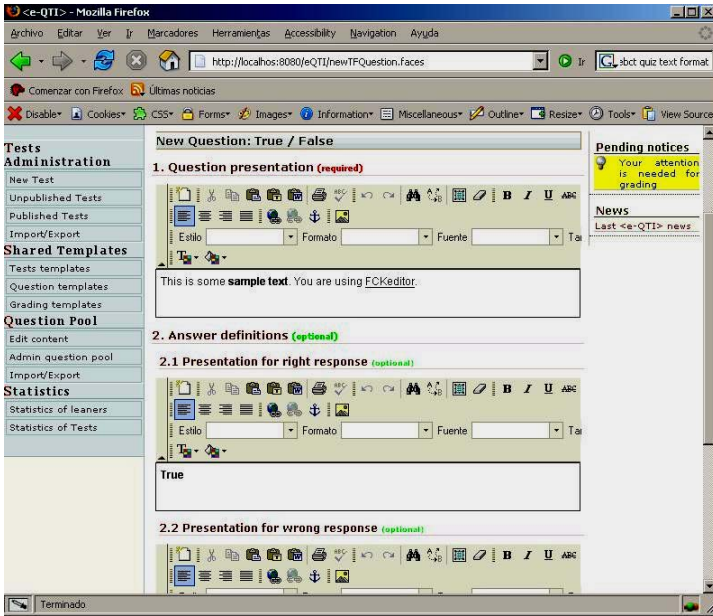 <e-QTI> - Mozilla Firefox
Archivo Editar Ver Ir Marcadores Herramientas Accessibility Navigation Ayuda
http://localhos:8080/eQTI/newTFQuestion.faces Ir sbct quiz text format
Comenzar con Firefox Últimas noticias
Disable Cookies CSS Forms Images Information Miscellaneous Outline Resize Tools View Source
Tests
Administration
New Test
Unpublished Tests
Published Tests
Import/Export
Shared Templates
Tests templates
Question templates
Grading templates
Question Pool
Edit content
Admin question pool
Import/Export
Statistics
Statistics of leaners
Statistics of Tests
New Question: True / False
1. Question presentation (required)
B I U ABC
Estilo Formato Fuente Tar
This is some sample text. You are using FCKeditor.
2. Answer definitions (optional)
2.1 Presentation for right response (optional)
B I U ABC
Estilo Formato Fuente Tar
True
2.2 Presentation for wrong response (optional)
B I U ABC
Pending notices
Your attention
is needed for
grading
News
Last <e-QTI> news
Terminado